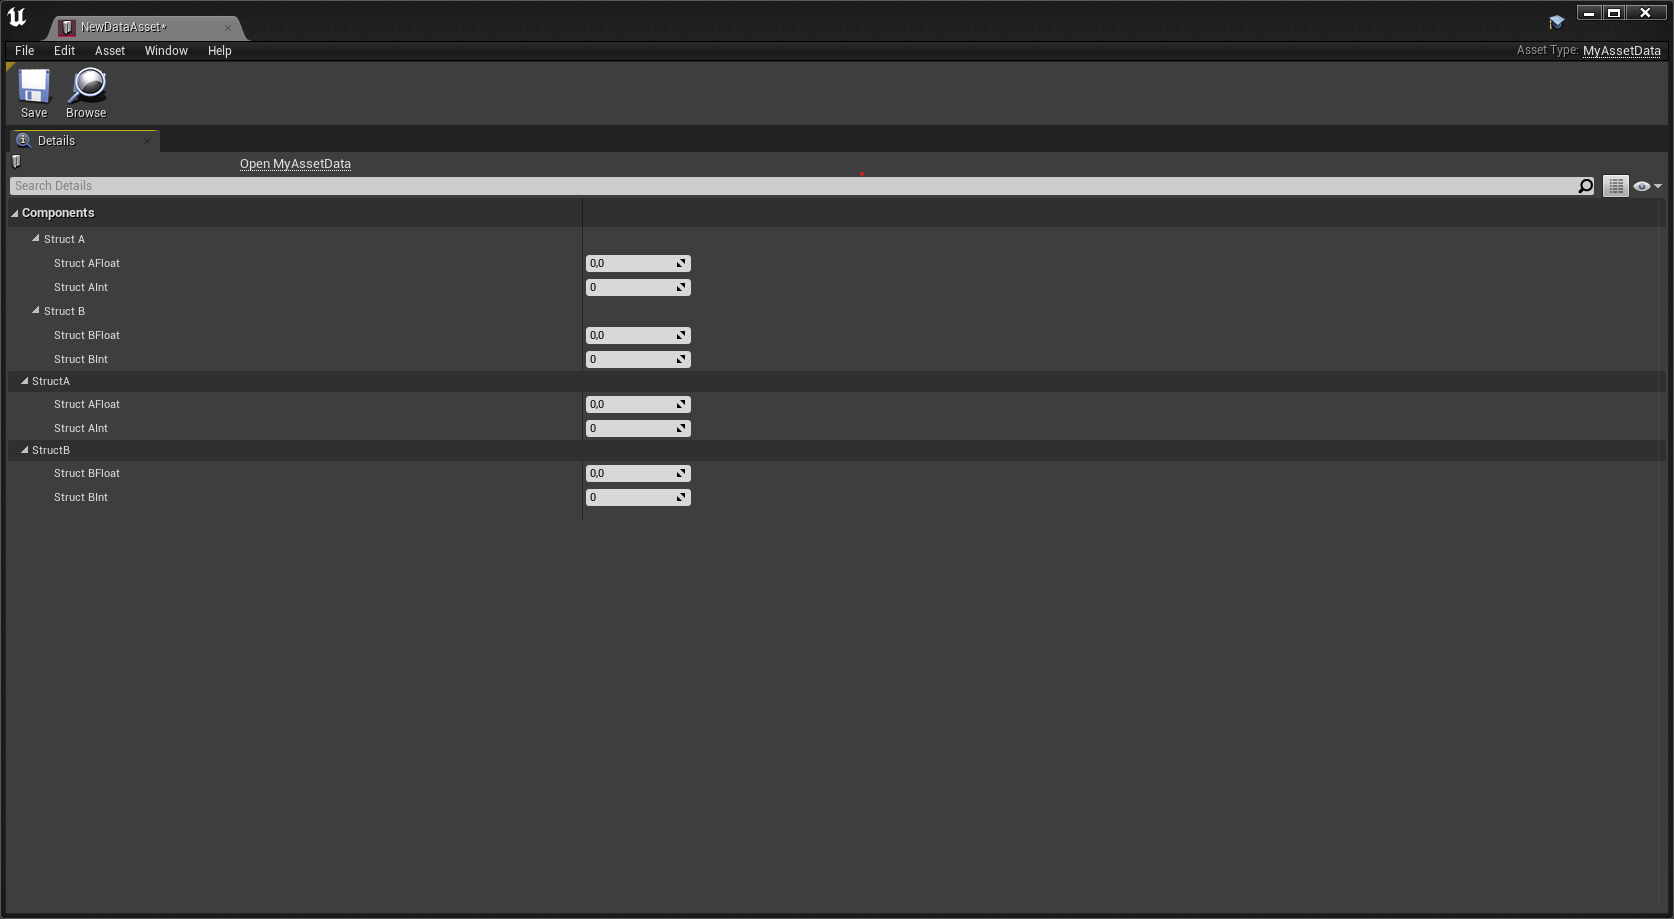 NewDataAsset*
File Edit Asset Window Help Asset Type: MyAssetData
Save Browse
Details
Open MyAssetData
Search Details
Components
Struct A
Struct AFloat 0,0
Struct AInt 0
Struct B
Struct BFloat 0,0
Struct BInt 0
StructA
Struct AFloat 0,0
Struct AInt 0
StructB
Struct BFloat 0,0
Struct BInt 0